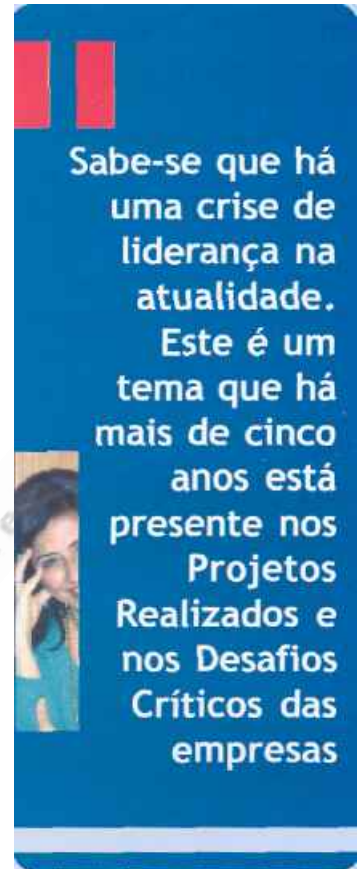 Sabe-se que há
uma crise de
liderança na
atualidade.
Este é um
tema que há
mais de cinco
anos está
presente nos
Projetos
Realizados e
nos Desafios
Críticos das
empresas